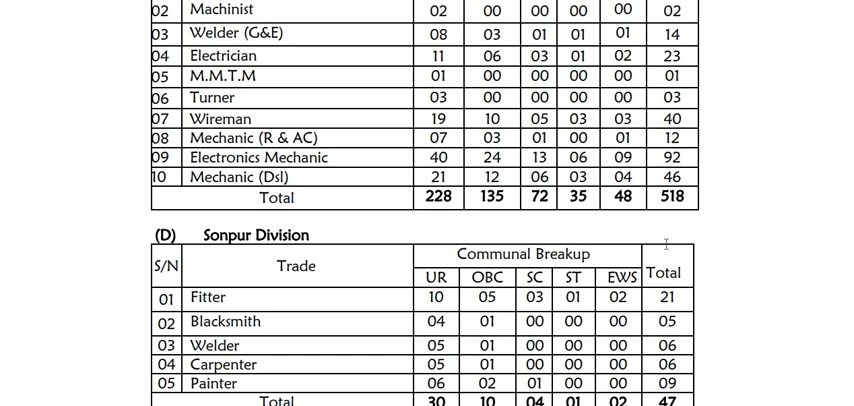 02 Machinist 02 00 00 00 00 02
03 Welder (G&E) 08 03 01 01 01 14
04 Electrician 11 06 03 01 02 23
05 M.M.T.M 01 00 00 00 00 01
06 Turner 03 00 00 00 00 03
07 Wireman 19 10 05 03 03 40
08 Mechanic (R & AC) 07 03 01 00 01 12
09 Electronics Mechanic 40 24 13 06 09 92
10 Mechanic (Dsl) 21 12 06 03 04 46
Total 228 135 72 35 48 518
(D) Sonpur Division
S/N Trade Communal Breakup Total
UR OBC SC ST EWS
01 Fitter 10 05 03 01 02 21
02 Blacksmith 04 01 00 00 00 05
03 Welder 05 01 00 00 00 06
04 Carpenter 05 01 00 00 00 06
05 Painter 06 02 01 00 00 09
Total 30 10 04 01 02 47